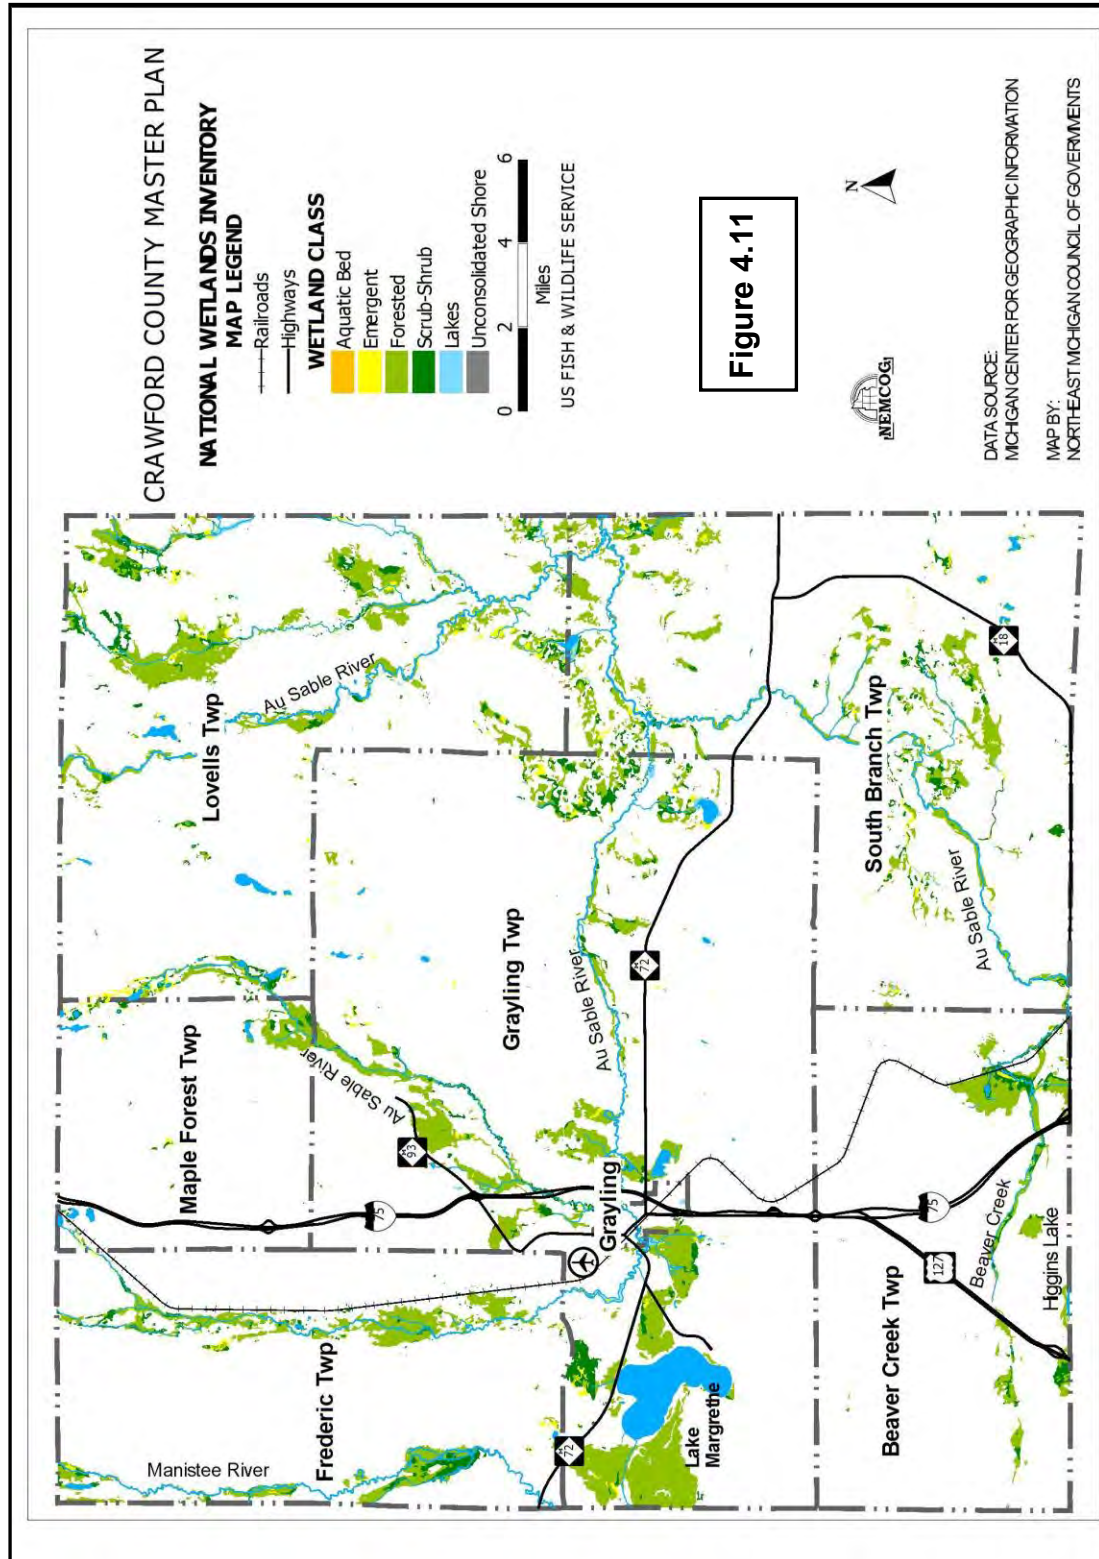 CRAWFORD COUNTY MASTER PLAN
NATIONAL WETLANDS INVENTORY
MAP LEGEND
Railroads
Highways
WETLAND CLASS
Aquatic Bed
Emergent
Forested
Scrub-Shrub
Lakes
Unconsolidated Shore
0 2 4 6
Miles
US FISH & WILDLIFE SERVICE
Figure 4.11
N
NEMCOG
DATA SOURCE:
MICHIGAN CENTER FOR GEOGRAPHIC INFORMATION
MAP BY:
NORTHEAST MICHIGAN COUNCIL OF GOVERNMENTS
Manistee River
Frederic Twp
Maple Forest Twp
Lovells Twp
Au Sable River
75
M
93
Au Sable River
Grayling Twp
M
72
Grayling
Au Sable River
M
72
Lake
Margrethe
Beaver Creek Twp
127
75
Beaver Creek
Higgins Lake
South Branch Twp
Au Sable River
M
18